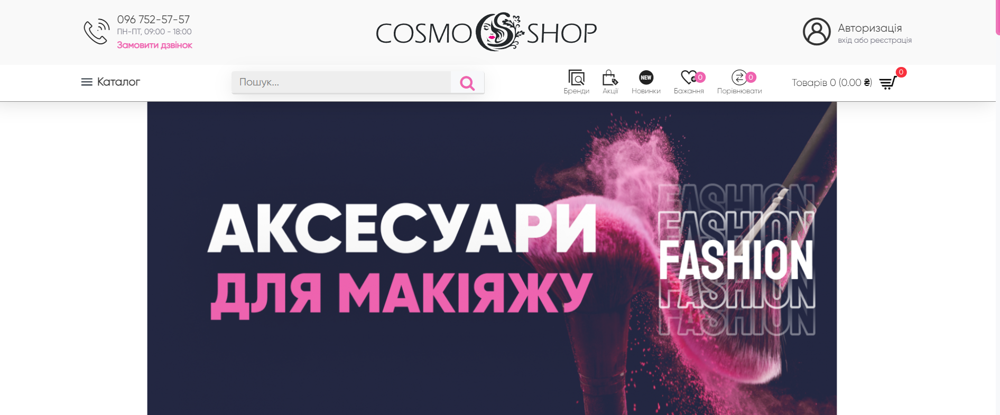 096 752-57-57
ПН-ПТ, 09:00 - 18:00
Замовити дзвінок
COSMO SHOP
Авторизація
вхід або реєстрація
Каталог
Пошук...
Бренди
Акції
NEW
Новинки
0
Бажання
0
Порівнювати
Товарів 0 (0.00 ₴)
0
АКСЕСУАРИ
ДЛЯ МАКІЯЖУ
FASHION
FASHION
FASHION
FASHION
FASHION